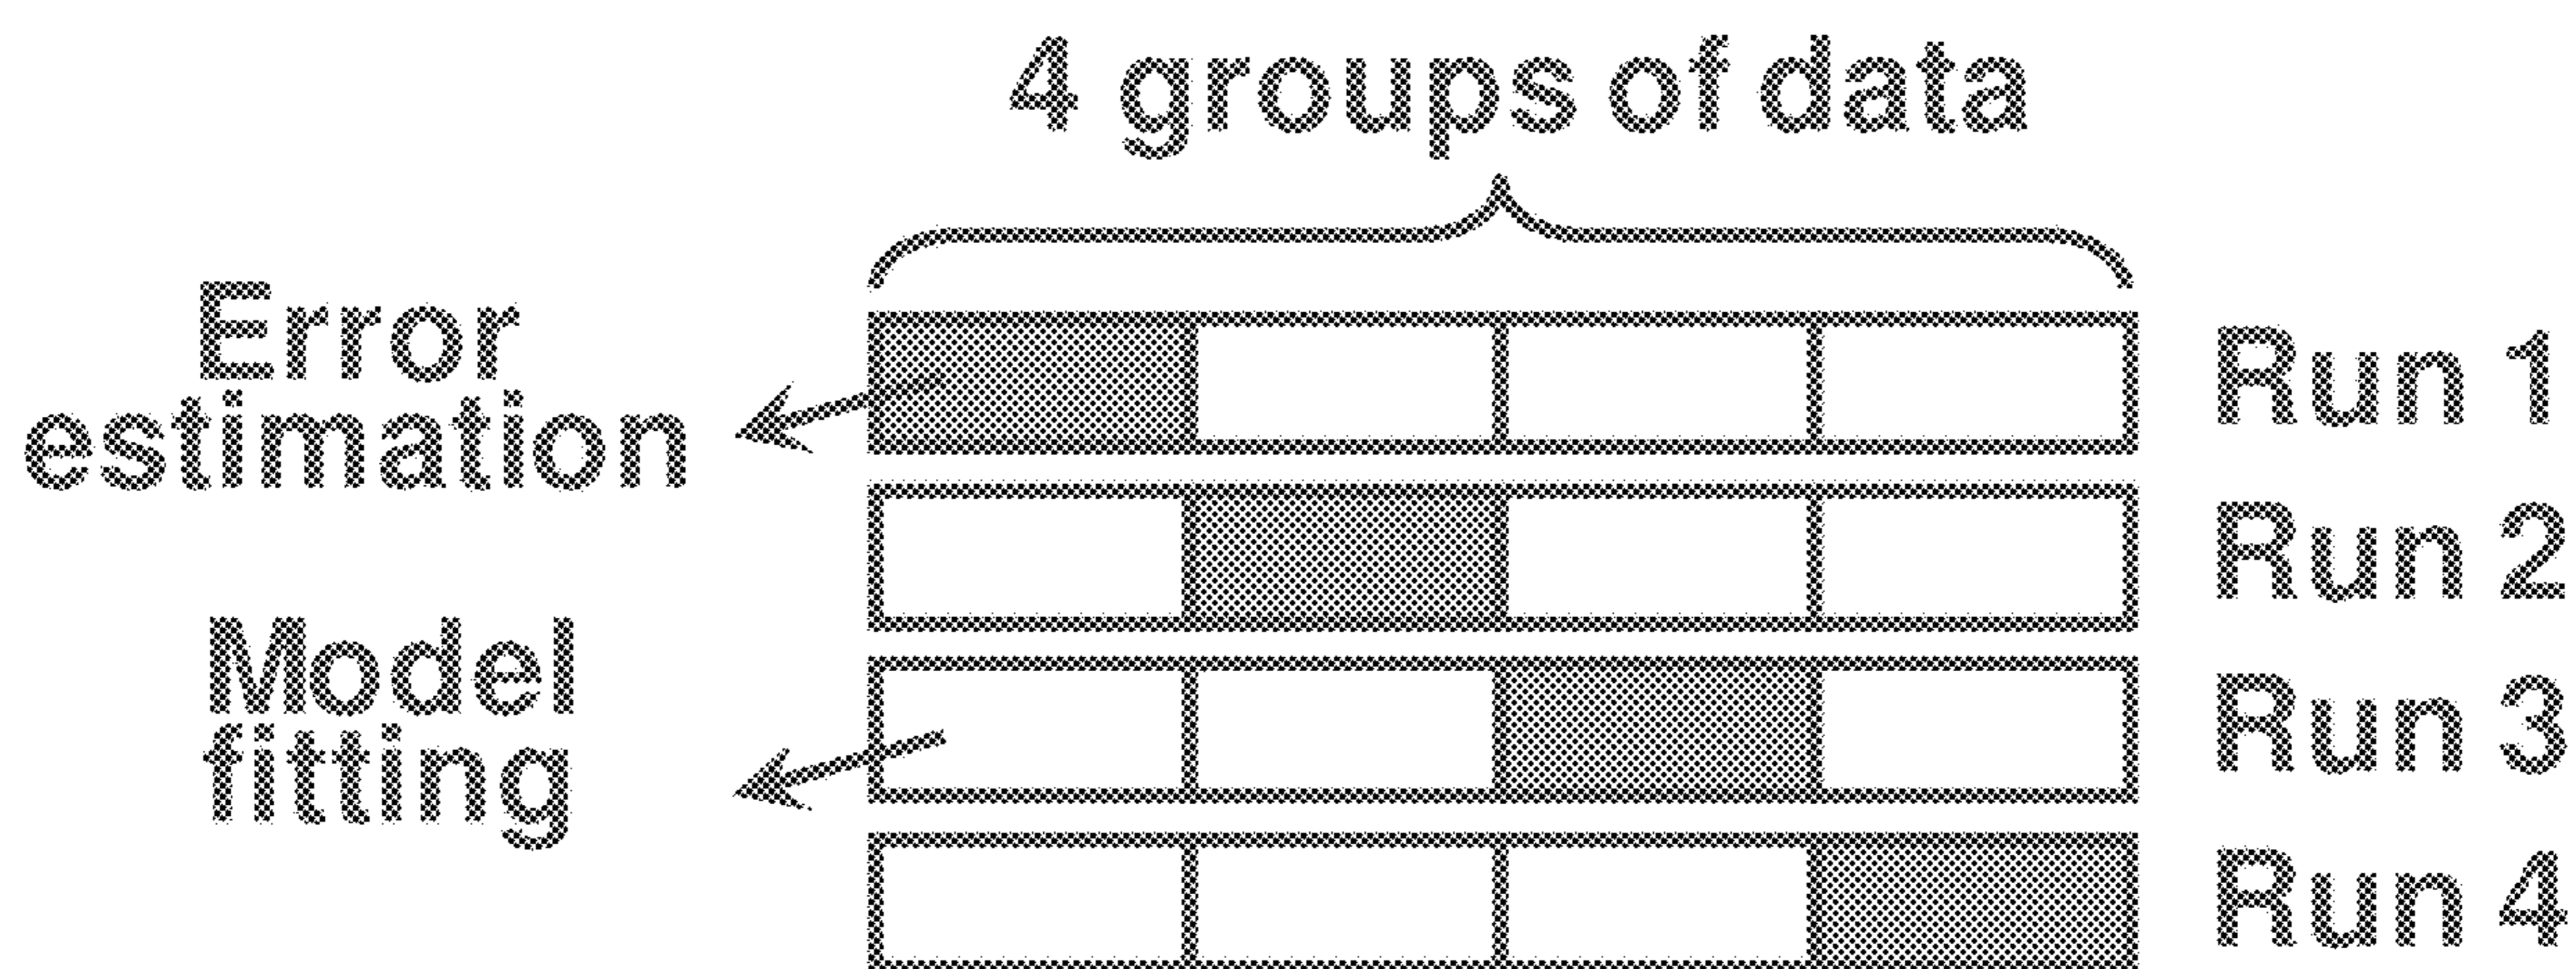 4 groups of data
Error
estimation
Model
fitting
Run 1
Run 2
Run 3
Run 4